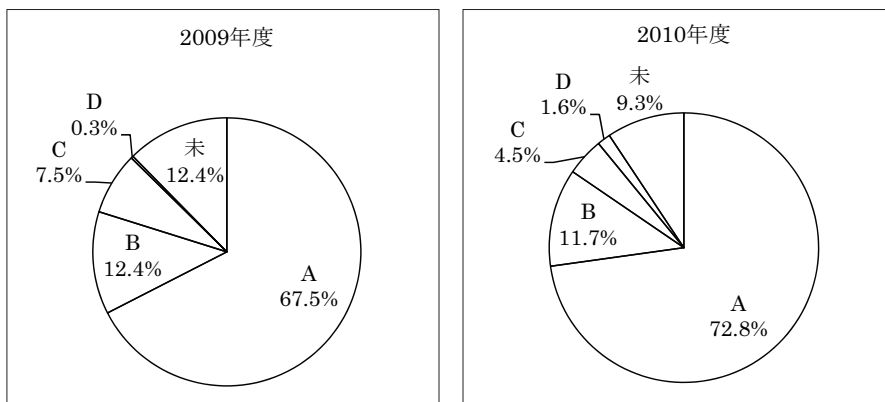 2009年度
D
0.3%
C
7.5%
未
12.4%
B
12.4%
A
67.5%
2010年度
D
1.6%
未
9.3%
C
4.5%
B
11.7%
A
72.8%